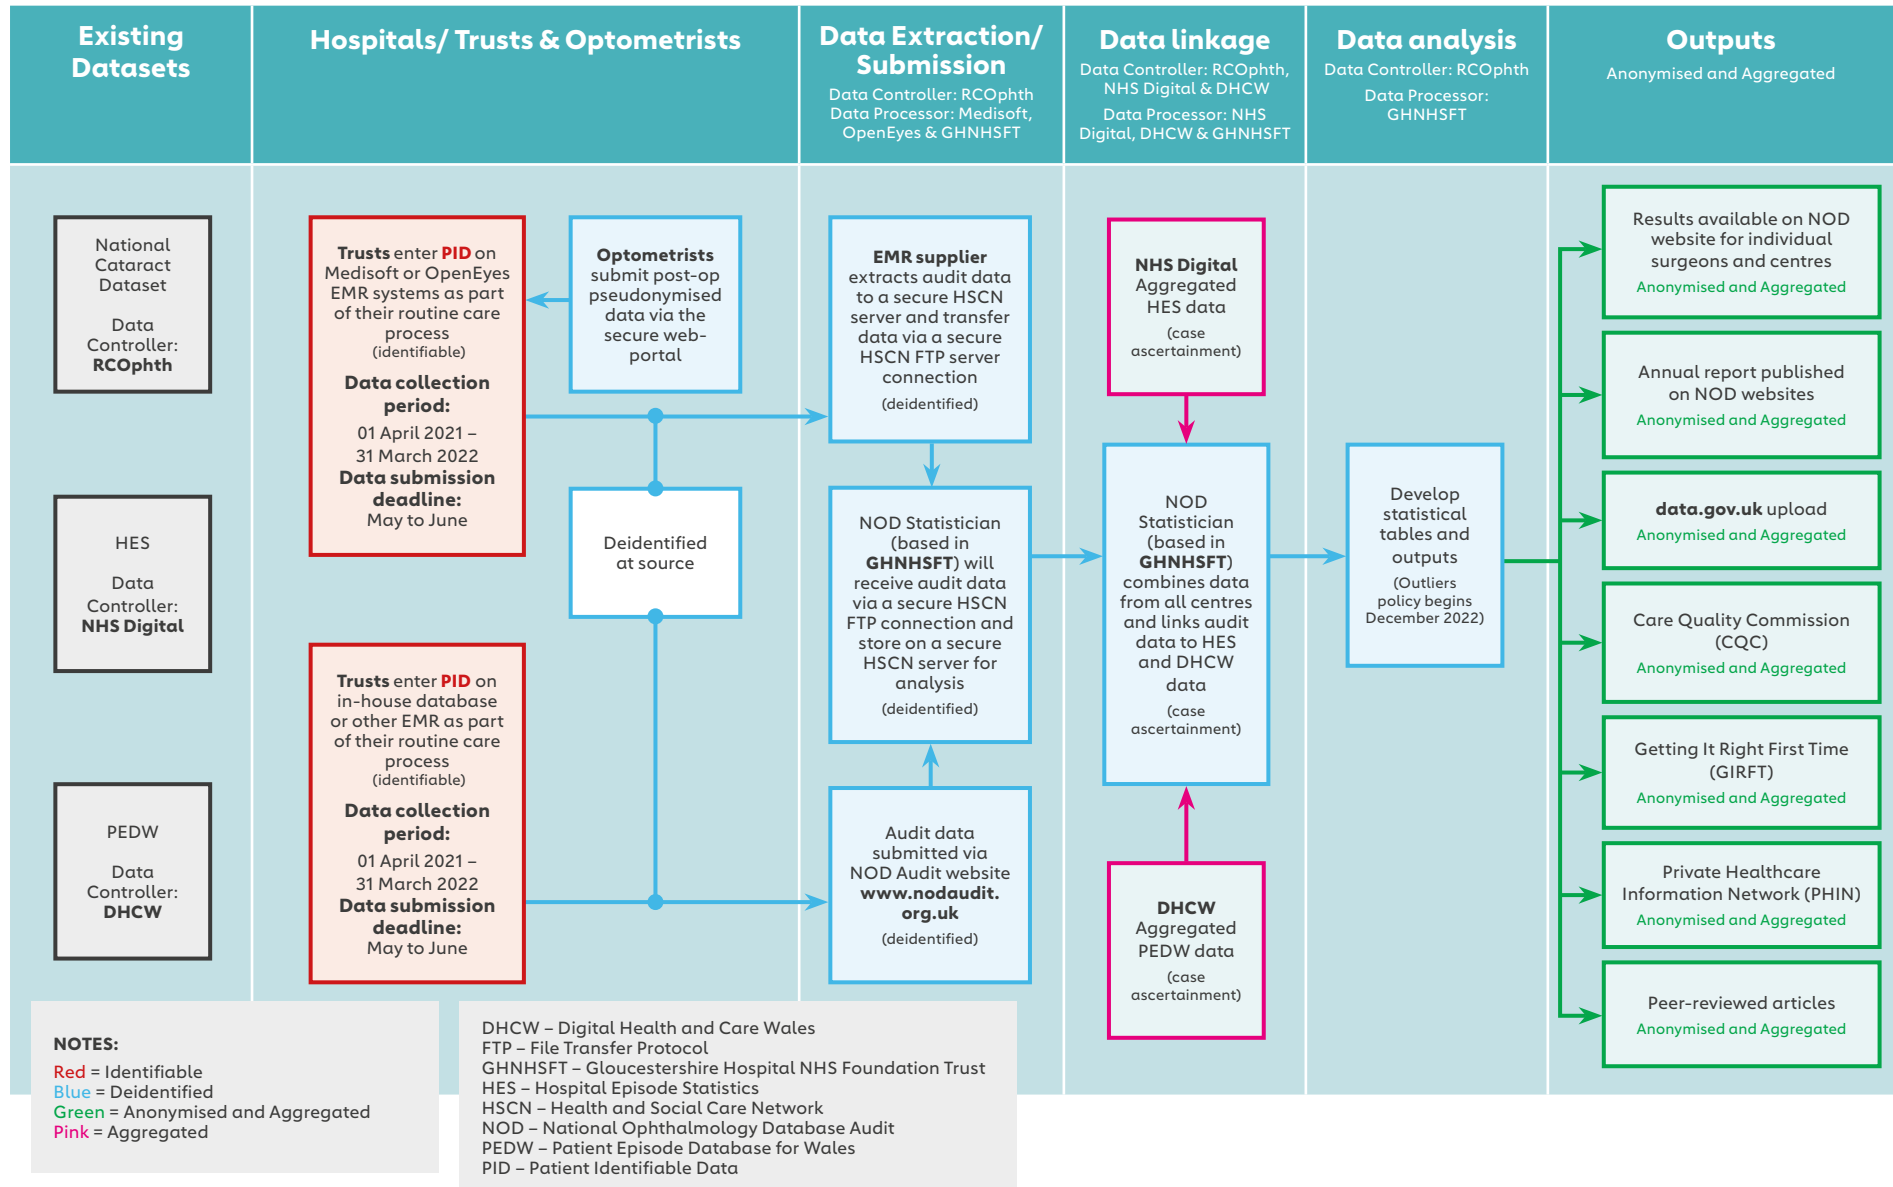 Existing
Datasets
Hospitals/ Trusts & Optometrists
Data Extraction/
Submission
Data Controller: RCOphth
Data Processor: Medisoft,
OpenEyes & GHNHSFT
Data linkage
Data Controller: RCOphth,
NHS Digital & DHCW
Data Processor: NHS
Digital, DHCW & GHNHSFT
Data analysis
Data Controller: RCOphth
Data Processor:
GHNHSFT
Outputs
Anonymised and Aggregated
National
Cataract
Dataset
Data
Controller:
RCOphth
HES
Data
Controller:
NHS Digital
PEDW
Data
Controller:
DHCW
Trusts enter PID on
Medisoft or OpenEyes
EMR systems as part
of their routine care
process
(identifiable)
Data collection
period:
01 April 2021 –
31 March 2022
Data submission
deadline:
May to June
Optometrists
submit post-op
pseudonymised
data via the
secure web-
portal
Deidentified
at source
Trusts enter PID on
in-house database
or other EMR as part
of their routine care
process
(identifiable)
Data collection
period:
01 April 2021 –
31 March 2022
Data submission
deadline:
May to June
EMR supplier
extracts audit data
to a secure HSCN
server and transfer
data via a secure
HSCN FTP server
connection
(deidentified)
NOD Statistician
(based in
GHNHSFT) will
receive audit data
via a secure HSCN
FTP connection and
store on a secure
HSCN server for
analysis
(deidentified)
Audit data
submitted via
NOD Audit website
www.nodaudit.
org.uk
(deidentified)
NHS Digital
Aggregated
HES data
(case
ascertainment)
NOD
Statistician
(based in
GHNHSFT)
combines data
from all centres
and links audit
data to HES
and DHCW
data
(case
ascertainment)
DHCW
Aggregated
PEDW data
(case
ascertainment)
Develop
statistical
tables and
outputs
(Outliers
policy begins
December 2022)
Results available on NOD
website for individual
surgeons and centres
Anonymised and Aggregated
Annual report published
on NOD websites
Anonymised and Aggregated
data.gov.uk upload
Anonymised and Aggregated
Care Quality Commission
(CQC)
Anonymised and Aggregated
Getting It Right First Time
(GIRFT)
Anonymised and Aggregated
Private Healthcare
Information Network (PHIN)
Anonymised and Aggregated
Peer-reviewed articles
Anonymised and Aggregated
NOTES:
Red = Identifiable
Blue = Deidentified
Green = Anonymised and Aggregated
Pink = Aggregated
DHCW – Digital Health and Care Wales
FTP – File Transfer Protocol
GHNHSFT – Gloucestershire Hospital NHS Foundation Trust
HES – Hospital Episode Statistics
HSCN – Health and Social Care Network
NOD – National Ophthalmology Database Audit
PEDW – Patient Episode Database for Wales
PID – Patient Identifiable Data